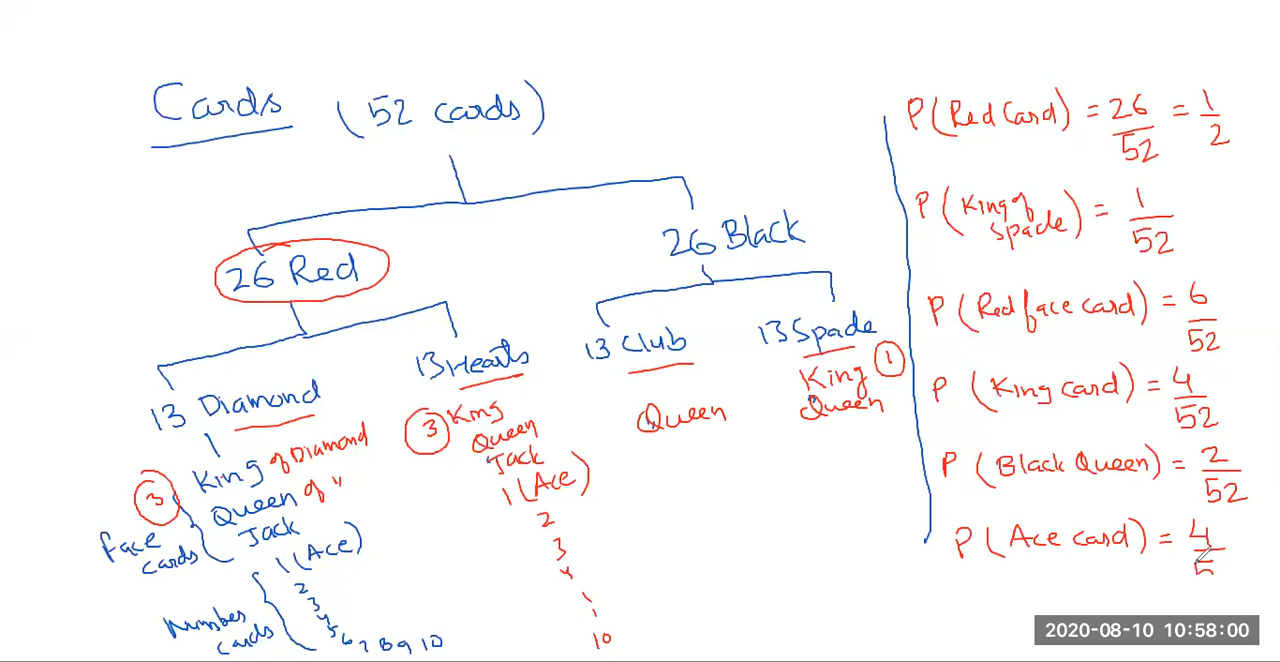 Cards (52 cards)
26 Red
26 Black
13 Diamond
13 Hearts
13 Club
13 Spade
King of Diamond
Queen of "
Jack
3
Face cards
1 (Ace)
2
3
4
5 6 7 8 9 10
Number cards
3
King
Queen
Jack
1 (Ace)
2
3
4
10
Queen
King 1
Queen
P (Red Card) = 26/52 = 1/2
P (King of Spade) = 1/52
P (Red face card) = 6/52
P (King card) = 4/52
P (Black Queen) = 2/52
P (Ace card) = 4/5
2020-08-10 10:58:00